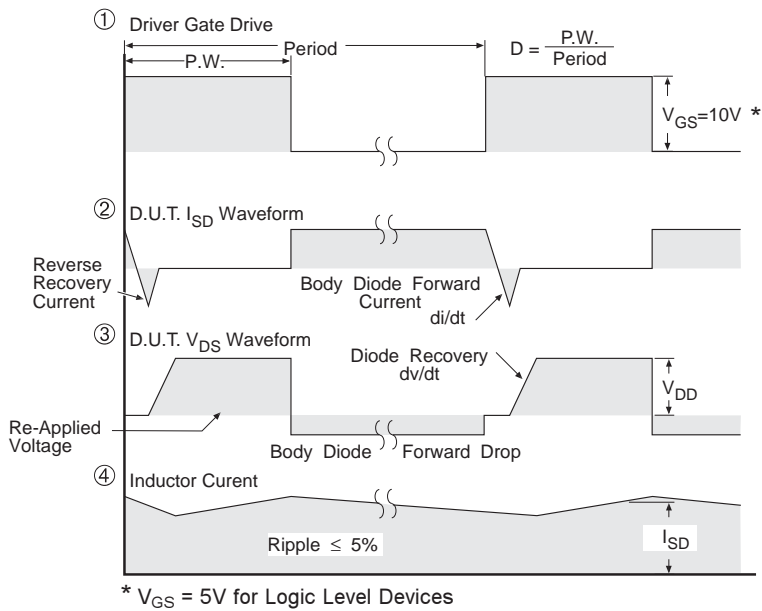 ① Driver Gate Drive
P.W.
Period
D = P.W.
Period
V_GS=10V *
② D.U.T. I_SD Waveform
Reverse
Recovery
Current
Body Diode Forward
Current
di/dt
③ D.U.T. V_DS Waveform
Diode Recovery
dv/dt
V_DD
Re-Applied
Voltage
Body Diode Forward Drop
④ Inductor Curent
Ripple ≤ 5%
I_SD
* V_GS = 5V for Logic Level Devices